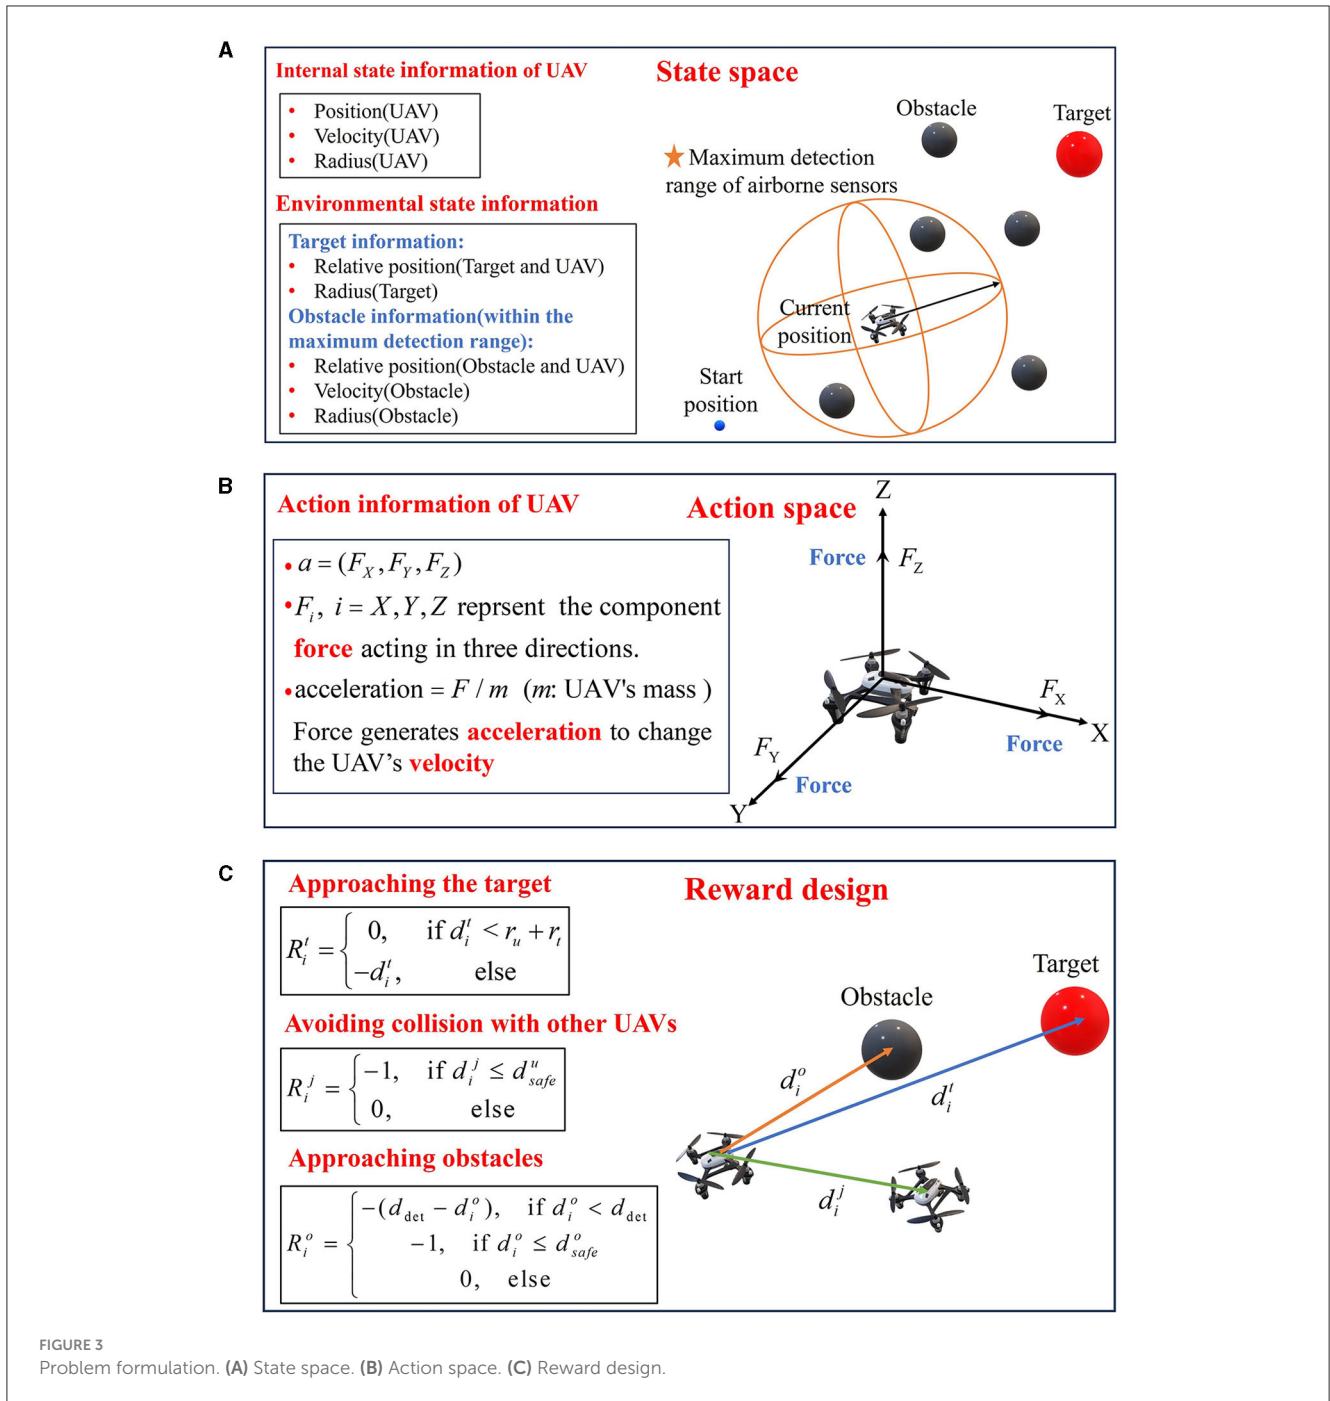 A
Internal state information of UAV
• Position(UAV)
• Velocity(UAV)
• Radius(UAV)
Environmental state information
Target information:
• Relative position(Target and UAV)
• Radius(Target)
Obstacle information(within the
maximum detection range):
• Relative position(Obstacle and UAV)
• Velocity(Obstacle)
• Radius(Obstacle)
State space
Obstacle
Target
★ Maximum detection
range of airborne sensors
Current
position
Start
position
B
Action information of UAV
• a = (F_X, F_Y, F_Z)
• F_i, i = X, Y, Z reprsent the component
force acting in three directions.
• acceleration = F / m (m: UAV's mass )
Force generates acceleration to change
the UAV’s velocity
Action space
Z
Force F_Z
F_X
X
Force
F_Y
Force
Y
C
Approaching the target
R_i^t = { 0, if d_i^t < r_u + r_t
-d_i^t, else
Avoiding collision with other UAVs
R_i^j = { -1, if d_i^j ≤ d_safe^u
0, else
Approaching obstacles
R_i^o = { -(d_det - d_i^o), if d_i^o < d_det
-1, if d_i^o ≤ d_safe^o
0, else
Reward design
Target
Obstacle
d_i^o
d_i^t
d_i^j
FIGURE 3
Problem formulation. (A) State space. (B) Action space. (C) Reward design.